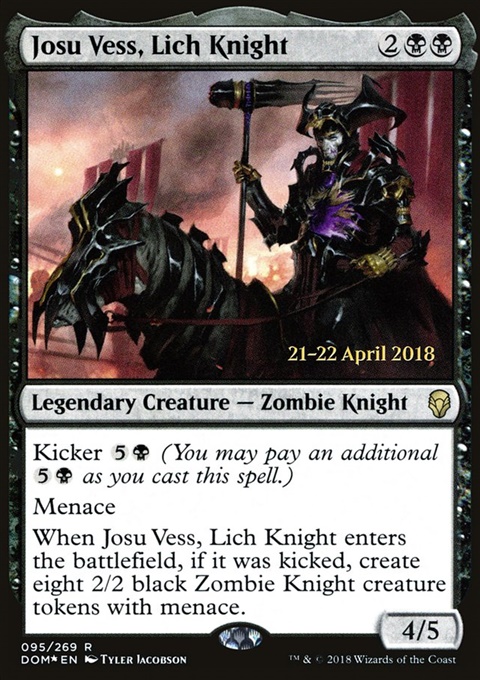 Josu Vess, Lich Knight 2
21-22 April 2018
Legendary Creature — Zombie Knight
Kicker 5 (You may pay an additional
5 as you cast this spell.)
Menace
When Josu Vess, Lich Knight enters
the battlefield, if it was kicked, create
eight 2/2 black Zombie Knight creature
tokens with menace.
4/5
095/269 R
DOM★EN Tyler Jacobson
™ & © 2018 Wizards of the Coast